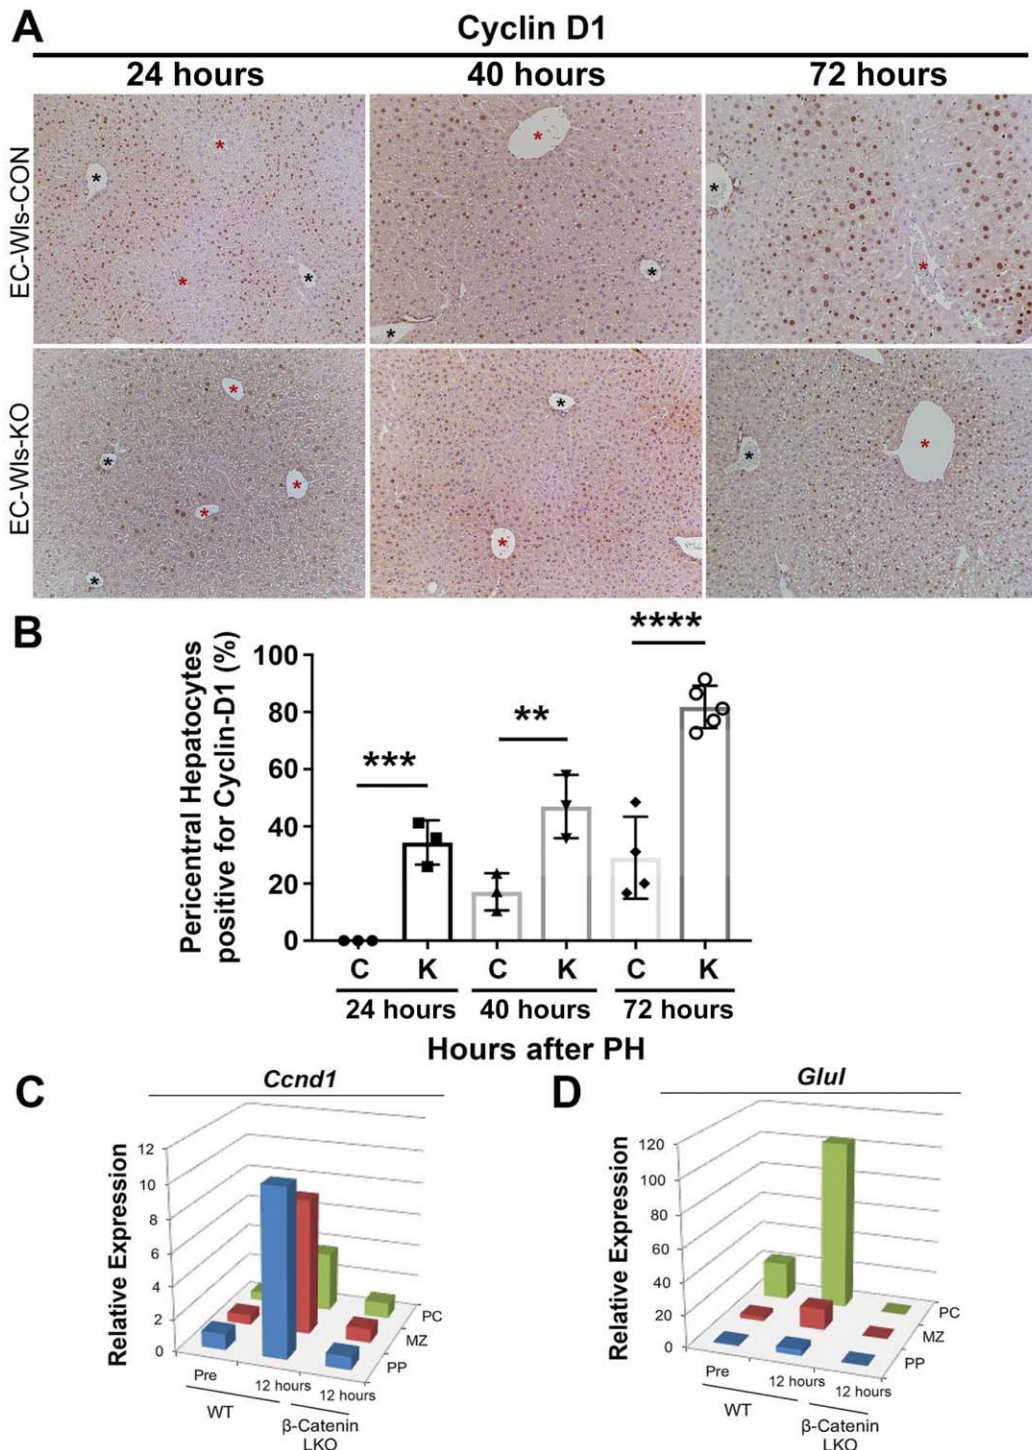 A
Cyclin D1
24 hours
40 hours
72 hours
EC-Wls-CON
*
*
*
*
*
*
*
*
*
EC-Wls-KO
*
*
*
*
*
*
*
*
*
B
Pericentral Hepatocytes
positive for Cyclin-D1 (%)
100
80
60
40
20
0
***
**
****
C K C K C K
24 hours 40 hours 72 hours
Hours after PH
C
Ccnd1
Relative Expression
12
10
8
6
4
2
0
PC
MZ
PP
Pre
12 hours
12 hours
WT
β-Catenin
LKO
D
Glul
Relative Expression
120
100
80
60
40
20
0
PC
MZ
PP
Pre
12 hours
12 hours
WT
β-Catenin
LKO